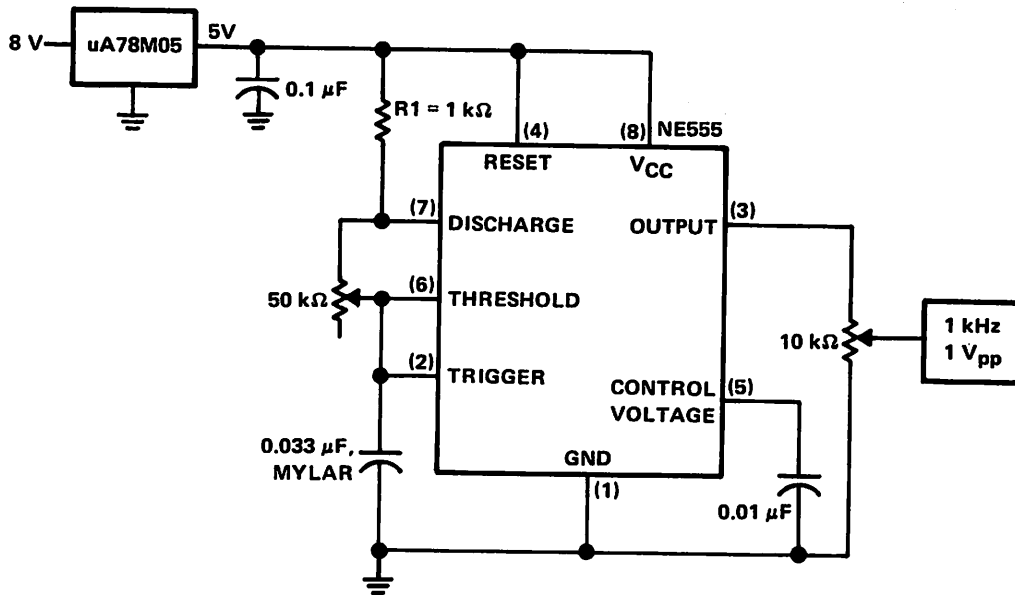 8 V
uA78M05
5V
0.1 μF
R1 = 1 kΩ
(4)
(8)
NE555
RESET
VCC
(7)
DISCHARGE
OUTPUT
(3)
50 kΩ
(6)
THRESHOLD
10 kΩ
1 kHz
1 Vpp
(2)
TRIGGER
CONTROL
VOLTAGE
(5)
0.033 μF,
MYLAR
GND
(1)
0.01 μF